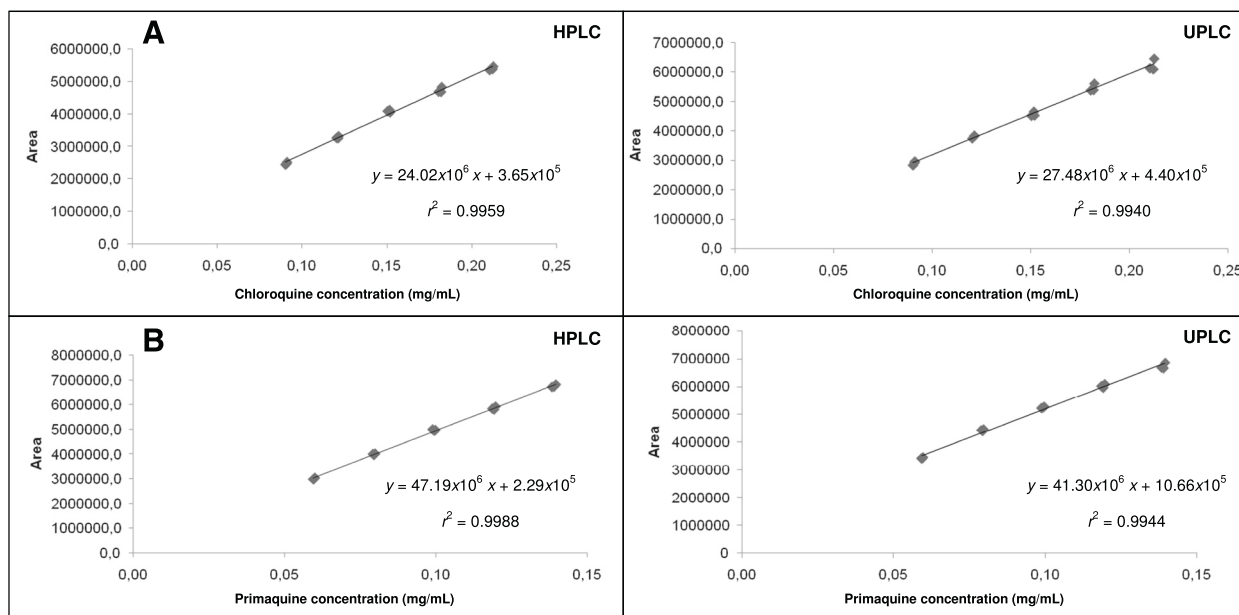 A
HPLC
6000000,0
5000000,0
4000000,0
3000000,0
2000000,0
1000000,0
0,0
Area
y = 24.02x10⁶ x + 3.65x10⁵
r² = 0.9959
0,00 0,05 0,10 0,15 0,20 0,25
Chloroquine concentration (mg/mL)
UPLC
7000000,0
6000000,0
5000000,0
4000000,0
3000000,0
2000000,0
1000000,0
0,0
Area
y = 27.48x10⁶ x + 4.40x10⁵
r² = 0.9940
0,00 0,05 0,10 0,15 0,20 0,25
Chloroquine concentration (mg/mL)
B
HPLC
8000000,0
7000000,0
6000000,0
5000000,0
4000000,0
3000000,0
2000000,0
1000000,0
0,0
Area
y = 47.19x10⁶ x + 2.29x10⁵
r² = 0.9988
0,00 0,05 0,10 0,15
Primaquine concentration (mg/mL)
UPLC
8000000
7000000
6000000
5000000
4000000
3000000
2000000
1000000
0
Area
y = 41.30x10⁶ x + 10.66x10⁵
r² = 0.9944
0,00 0,05 0,10 0,15
Primaquine concentration (mg/mL)